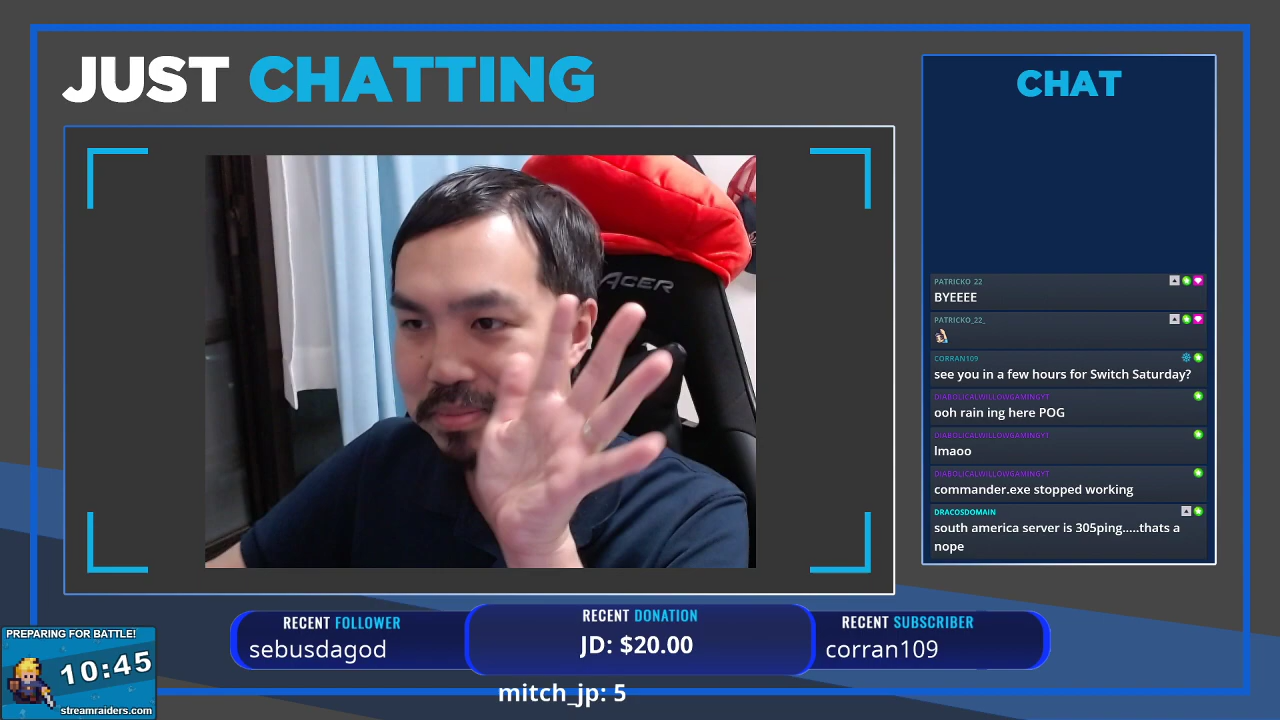 JUST CHATTING
CHAT
ACER
PATRICKO 22
BYEEEE
PATRICKO_22_
CORRAN109
see you in a few hours for Switch Saturday?
DIABOLICALWILLOWGAMINGYT
ooh rain ing here POG
DIABOLICALWILLOWGAMINGYT
lmaoo
DIABOLICALWILLOWGAMINGYT
commander.exe stopped working
DRACOSDOMAIN
south america server is 305ping.....thats a
nope
RECENT FOLLOWER
sebusdagod
RECENT DONATION
JD: $20.00
RECENT SUBSCRIBER
corran109
PREPARING FOR BATTLE!
10:45
streamraiders.com
mitch_jp: 5